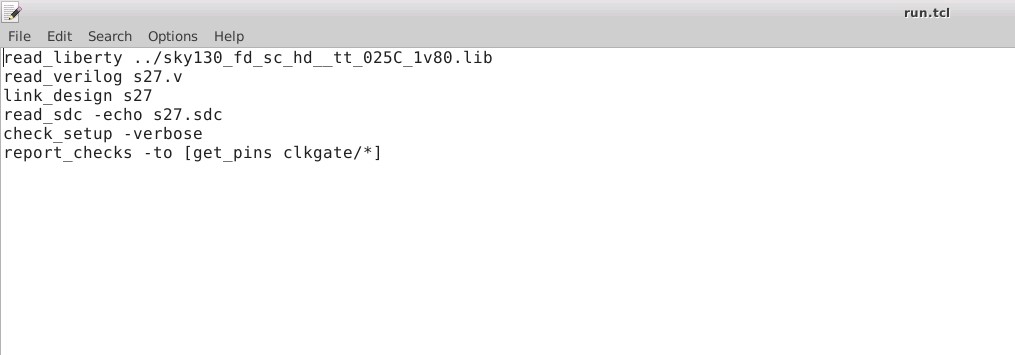 run.tcl
File Edit Search Options Help
read_liberty ../sky130_fd_sc_hd__tt_025C_1v80.lib
read_verilog s27.v
link_design s27
read_sdc -echo s27.sdc
check_setup -verbose
report_checks -to [get_pins clkgate/*]